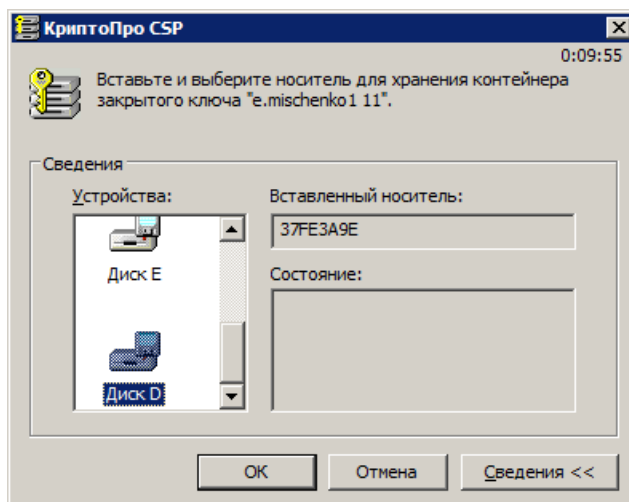 КриптоПро CSP
0:09:55
Вставьте и выберите носитель для хранения контейнера
закрытого ключа "e.mischenko1 11".
Сведения
Устройства:
Вставленный носитель:
37FE3A9E
Диск E
Состояние:
Диск D
ОК
Отмена
Сведения <<